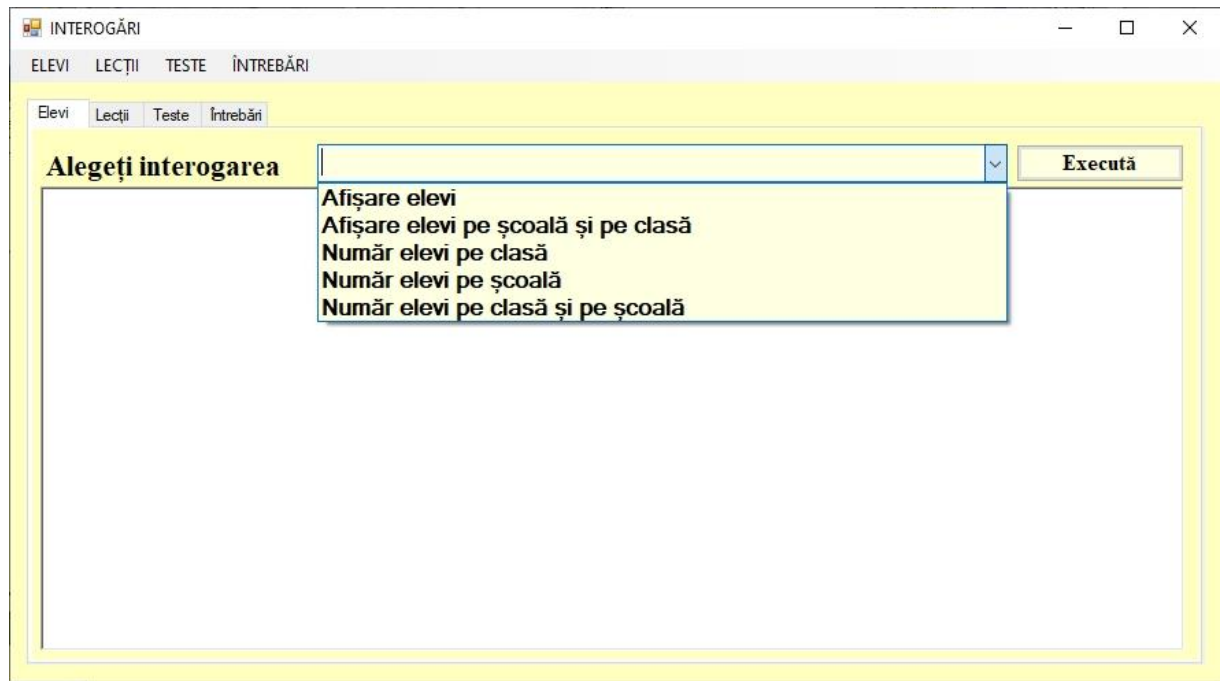 INTEROGĂRI
ELEVI LECȚII TESTE ÎNTREBĂRI
Elevi Lecții Teste Întrebări
Alegeți interogarea Execută
Afișare elevi
Afișare elevi pe școală și pe clasă
Număr elevi pe clasă
Număr elevi pe școală
Număr elevi pe clasă și pe școală